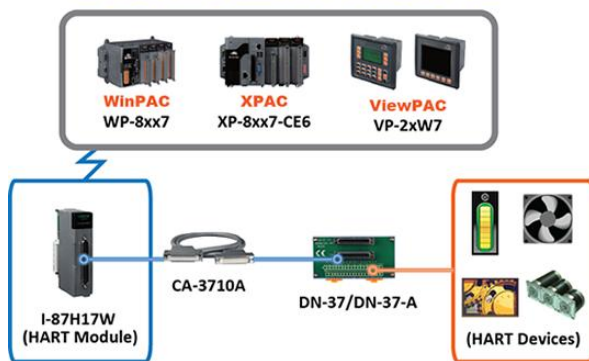 WinPAC
WP-8xx7
XPAC
XP-8xx7-CE6
ViewPAC
VP-2xW7
I-87H17W
(HART Module)
CA-3710A
DN-37/DN-37-A
(HART Devices)